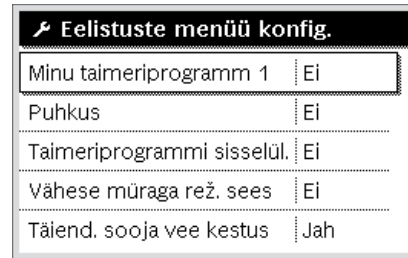 Eelistuste menüü konfig.
Minu taimeriprogramm 1 Ei
Puhkus Ei
Taimeriprogrammi sisselül. Ei
Vähese müraga rež. sees Ei
Täiend. sooja vee kestus Jah